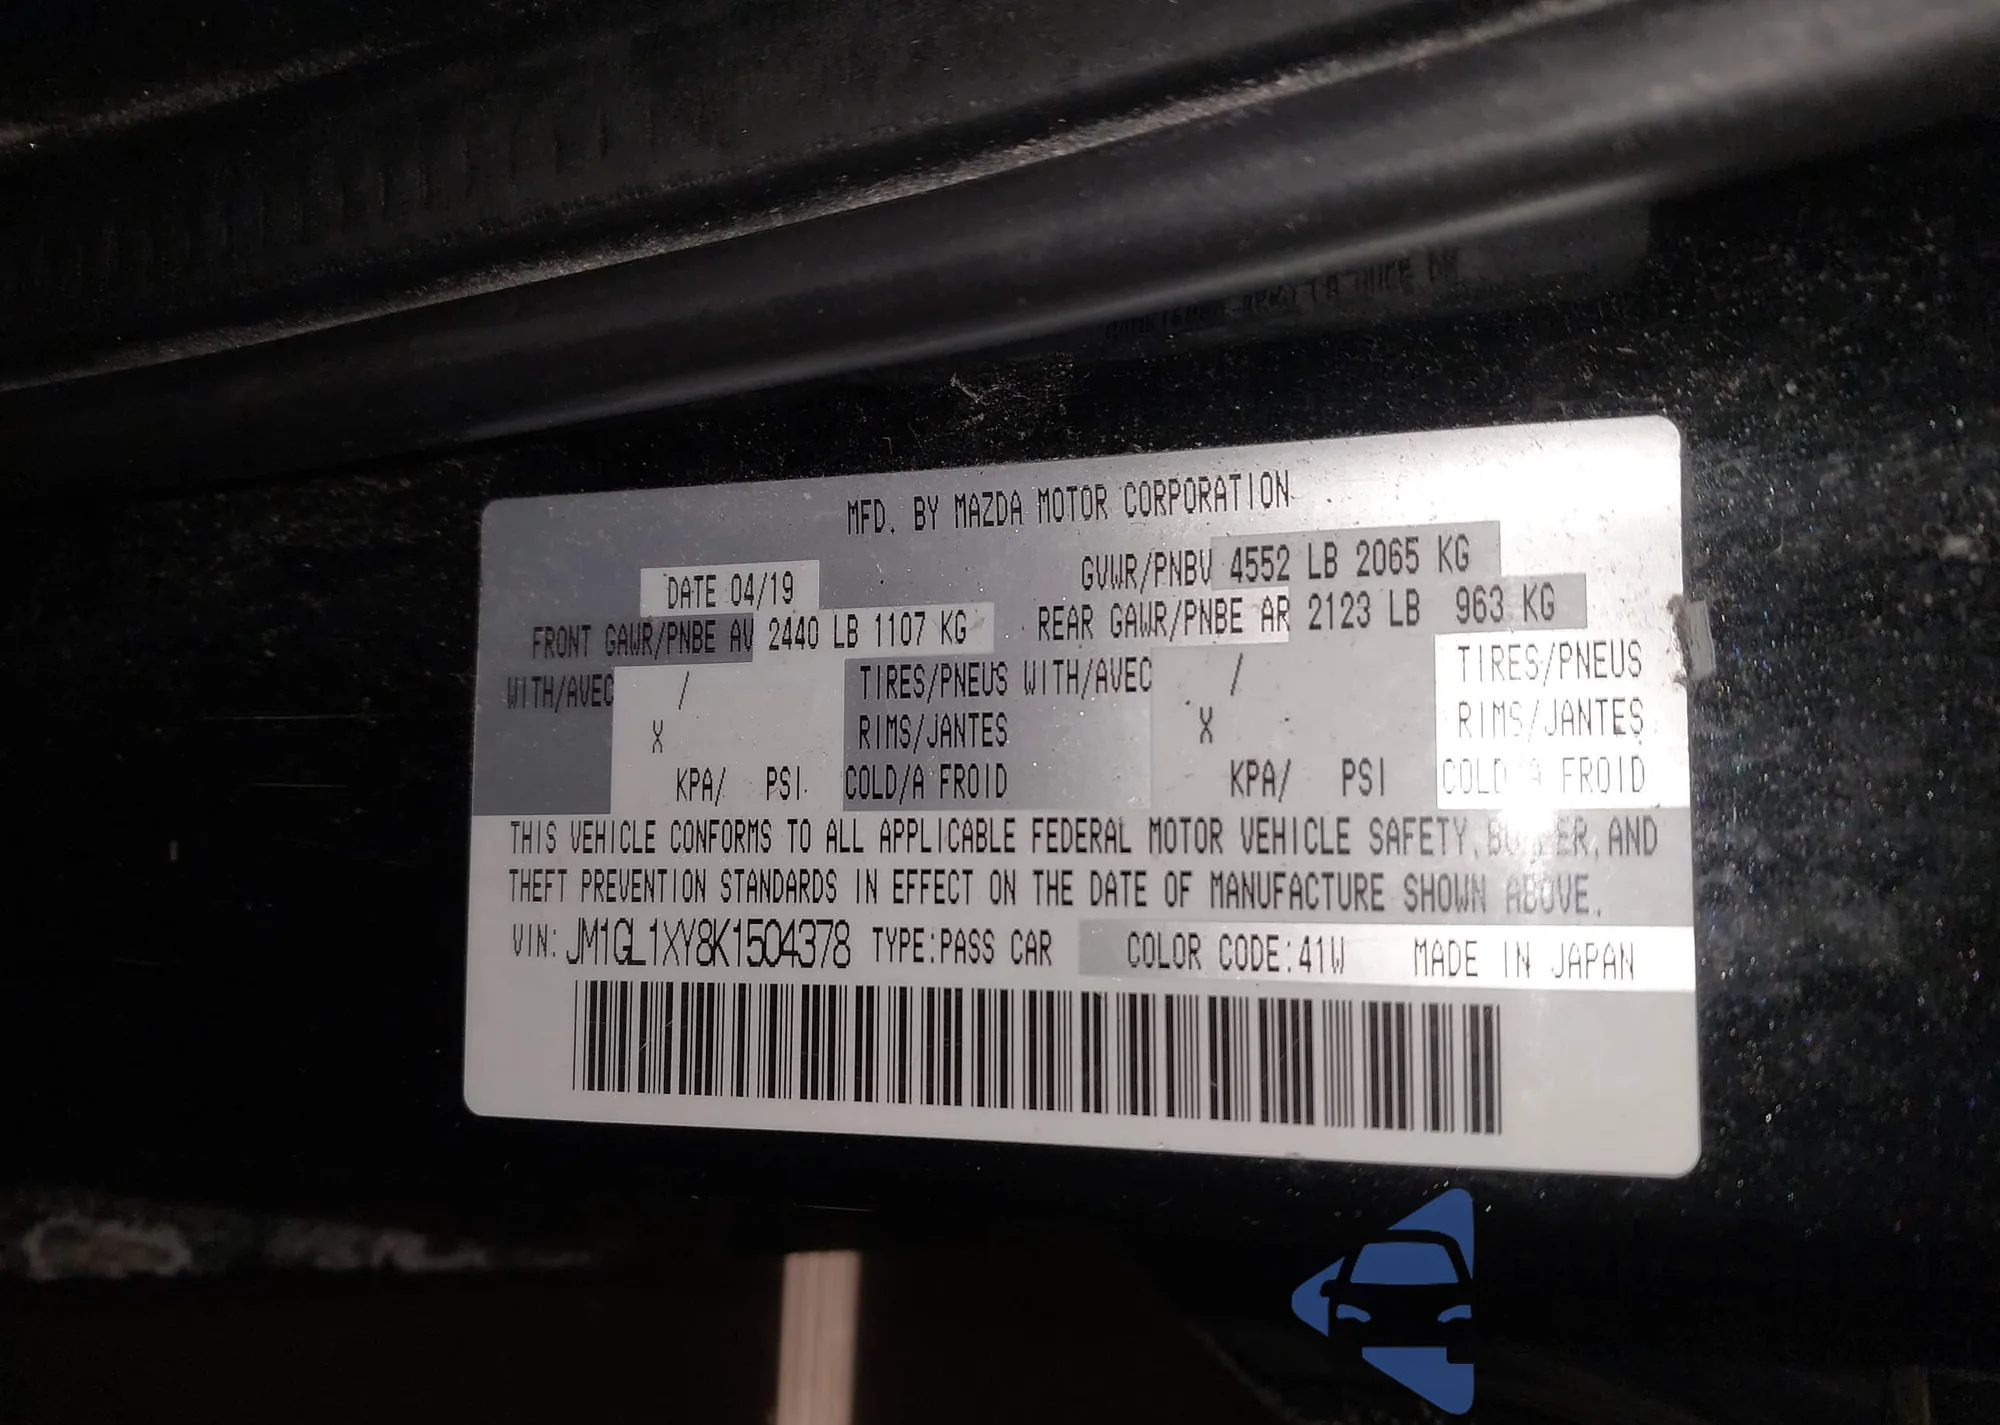 MFD. BY MAZDA MOTOR CORPORATION
DATE 04/19 GVWR/PNBV 4552 LB 2065 KG
FRONT GAWR/PNBE AV 2440 LB 1107 KG REAR GAWR/PNBE AR 2123 LB 963 KG
WITH/AVEC / TIRES/PNEUS WITH/AVEC / TIRES/PNEUS
X RIMS/JANTES X RIMS/JANTES
KPA/ PSI COLD/A FROID KPA/ PSI COLD/A FROID
THIS VEHICLE CONFORMS TO ALL APPLICABLE FEDERAL MOTOR VEHICLE SAFETY, AND
THEFT PREVENTION STANDARDS IN EFFECT ON THE DATE OF MANUFACTURE SHOWN ABOVE.
VIN: JM1GL1XY8K1504378 TYPE:PASS CAR COLOR CODE:41W MADE IN JAPAN